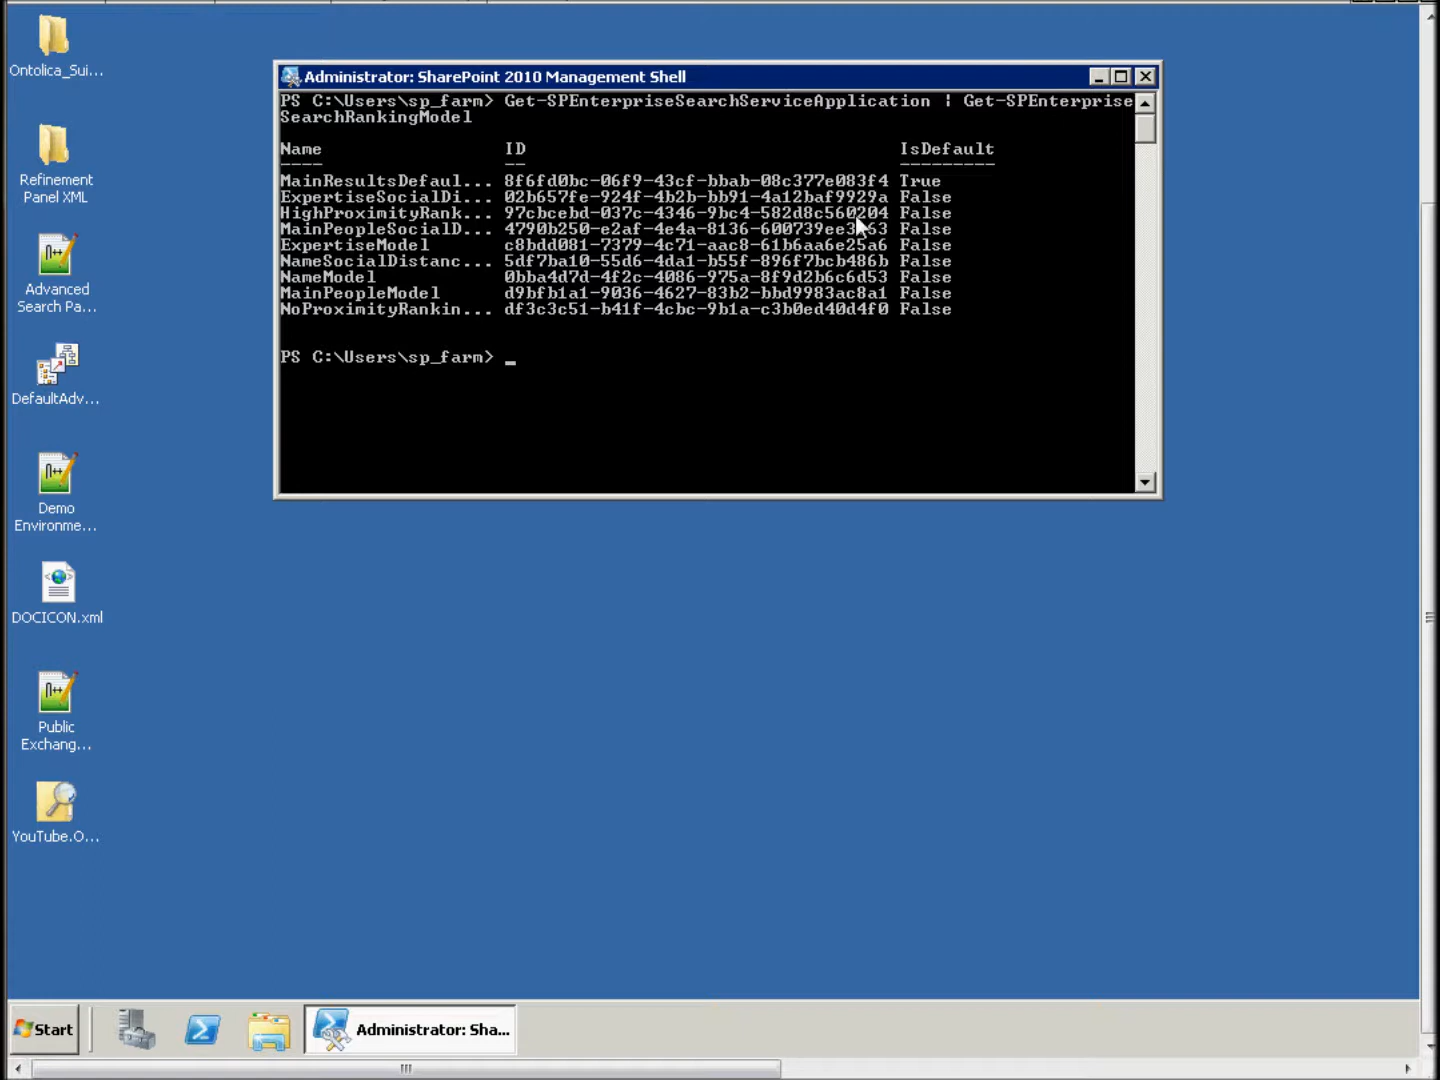 Ontolica_Sui...
Refinement
Panel XML
Advanced
Search Pa...
DefaultAdv...
Demo
Environme...
DOCICON.xml
Public
Exchang...
YouTube.O...
Administrator: SharePoint 2010 Management Shell
PS C:\Users\sp_farm> Get-SPEnterpriseSearchServiceApplication | Get-SPEnterprise
SearchRankingModel
Name ID IsDefault
---- -- ---------
MainResultsDefaul... 8f6fd0bc-06f9-43cf-bbab-08c377e083f4 True
ExpertiseSocialDi... 02b657fe-924f-4b2b-bb91-4a12baf9929a False
HighProximityRank... 97cbcebd-037c-4346-9bc4-582d8c560204 False
MainPeopleSocialD... False
ExpertiseModel c8bdd081-7379-4c71-aac8-61b6aa6e25a6 False
NameSocialDistanc... 5df7ba10-55d6-4da1-b55f-896f7bcb486b False
NameModel 0bba4d7d-4f2c-4086-975a-8f9d2b6c6d53 False
MainPeopleModel d9bfb1a1-9036-4627-83b2-bbd9983ac8a1 False
NoProximityRankin... df3c3c51-b41f-4cbc-9b1a-c3b0ed40d4f0 False
PS C:\Users\sp_farm> _
Start
Administrator: Sha...